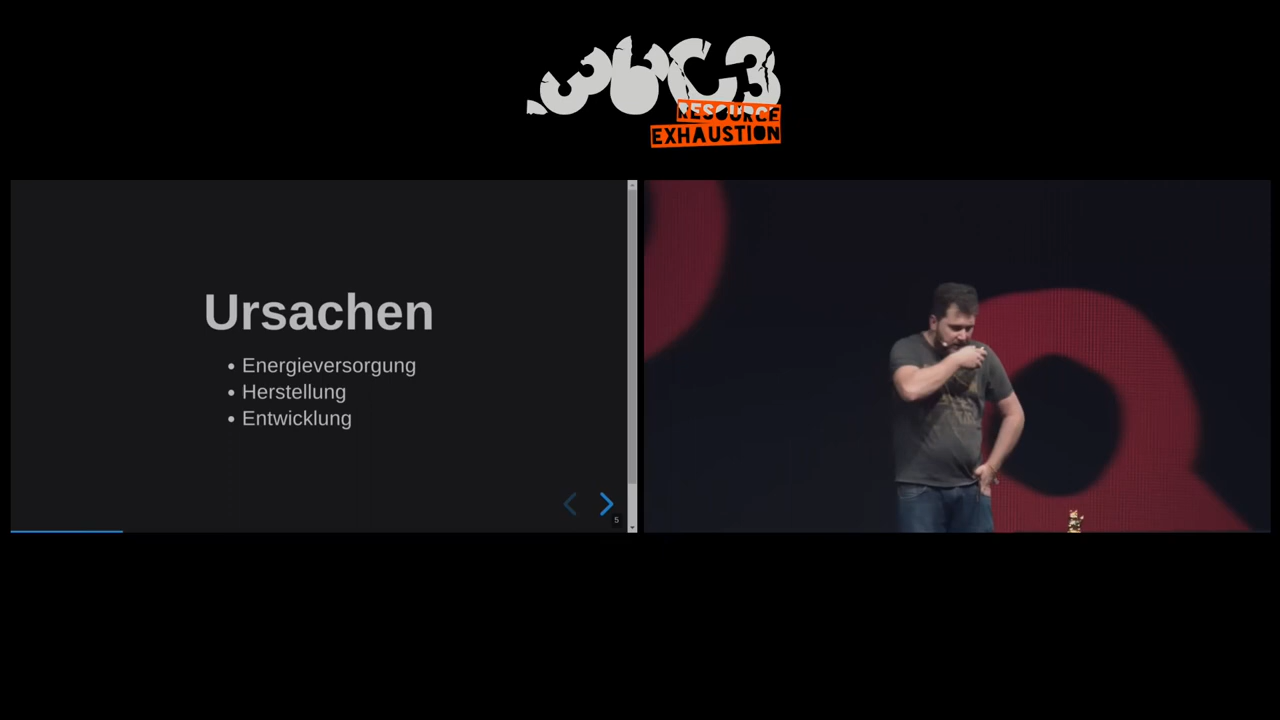 36C3
RESOURCE
EXHAUSTION
Ursachen
• Energieversorgung
• Herstellung
• Entwicklung
5